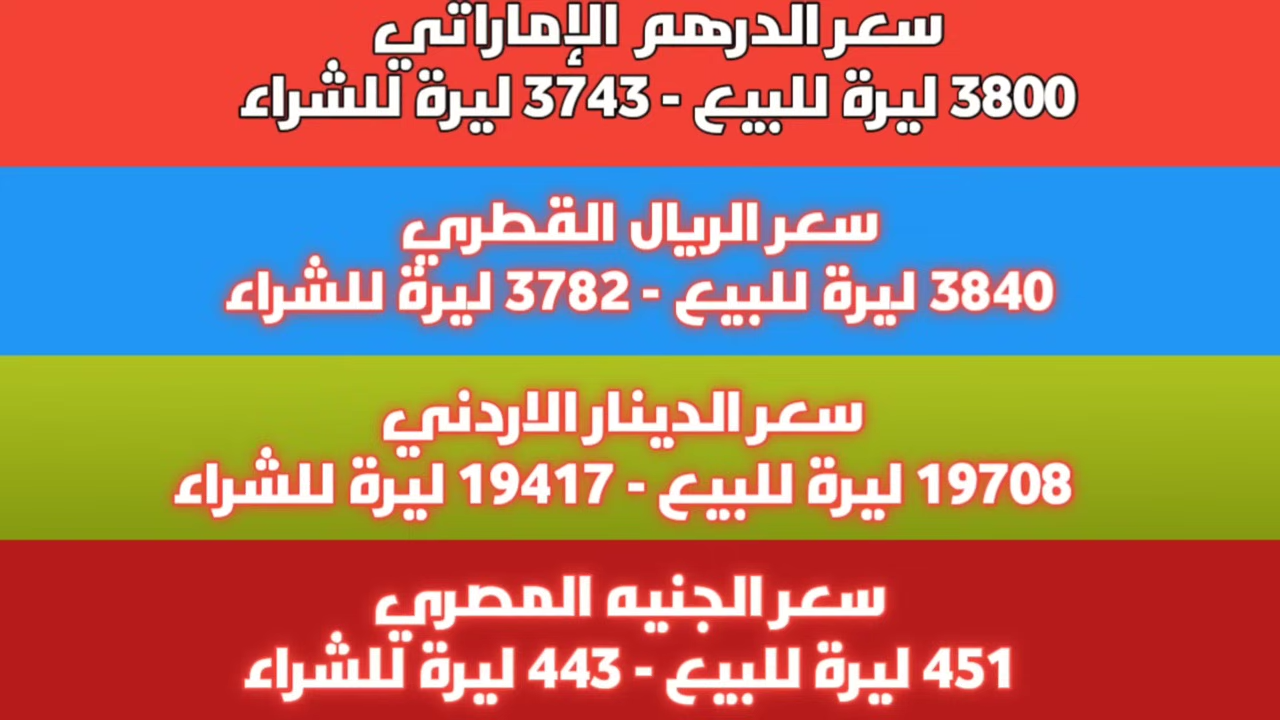 سعر الدرهم الإماراتي
3800 ليرة للبيع - 3743 ليرة للشراء
سعر الريال القطري
3840 ليرة للبيع - 3782 ليرة للشراء
سعر الدينار الاردني
19708 ليرة للبيع - 19417 ليرة للشراء
سعر الجنيه المصري
451 ليرة للبيع - 443 ليرة للشراء